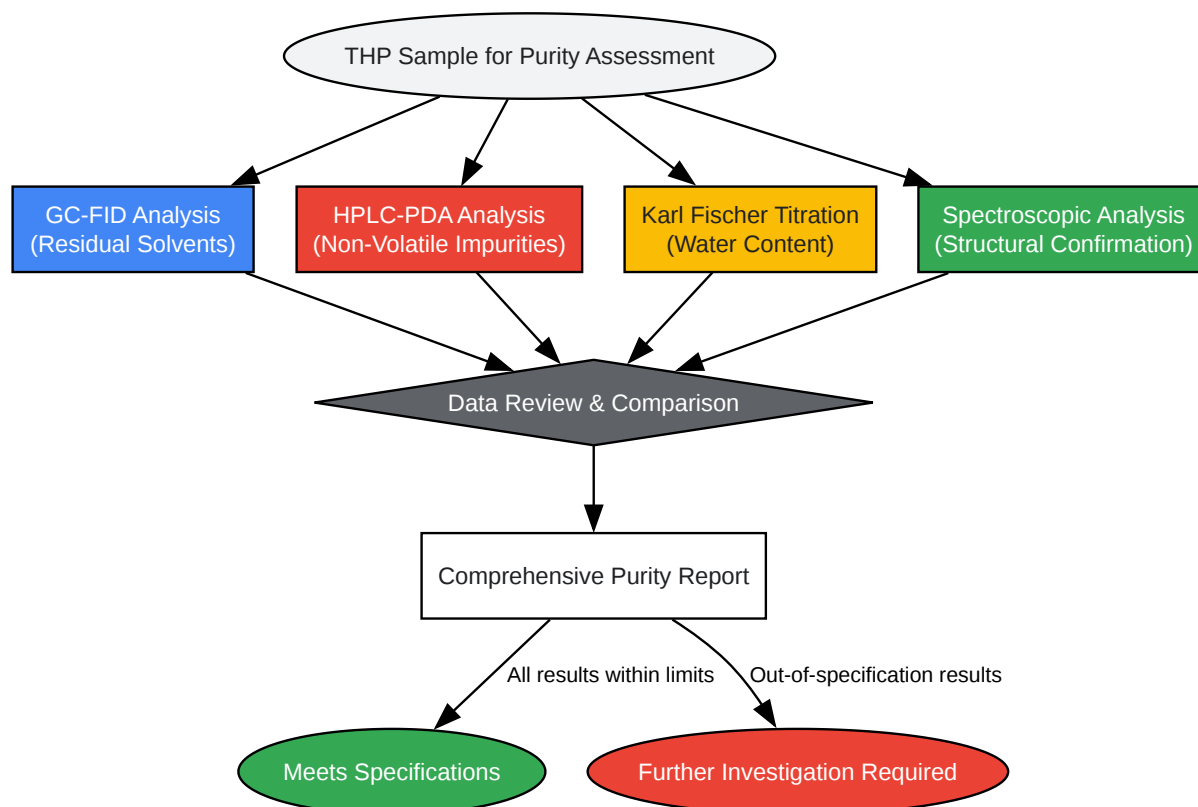 THP Sample for Purity Assessment
GC-FID Analysis
(Residual Solvents)
HPLC-PDA Analysis
(Non-Volatile Impurities)
Karl Fischer Titration
(Water Content)
Spectroscopic Analysis
(Structural Confirmation)
Data Review & Comparison
Comprehensive Purity Report
All results within limits
Out-of-specification results
Meets Specifications
Further Investigation Required